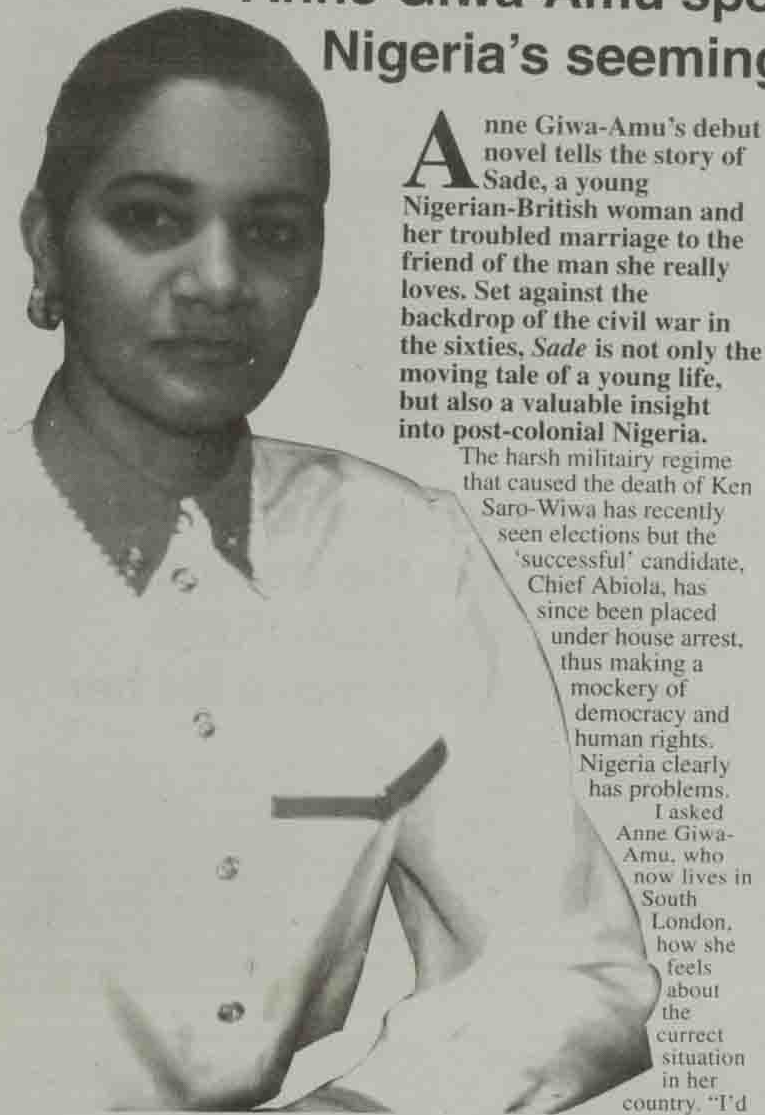 Nigeria's seeming
Anne Giwa-Amu's debut
novel tells the story of
Sade, a young
Nigerian-British woman and
her troubled marriage to the
friend of the man she really
loves. Set against the
backdrop of the civil war in
the sixties, Sade is not only the
moving tale of a young life,
but also a valuable insight
into post-colonial Nigeria.
The harsh militairy regime
that caused the death of Ken
Saro-Wiwa has recently
seen elections but the
'successful' candidate,
Chief Abiola, has
since been placed
under house arrest,
thus making a
mockery of
democracy and
human rights.
Nigeria clearly
has problems.
I asked
Anne Giwa-
Amu, who
now lives in
South
London,
how she
feels
about
the
currect
situation
in her
country. "I'd